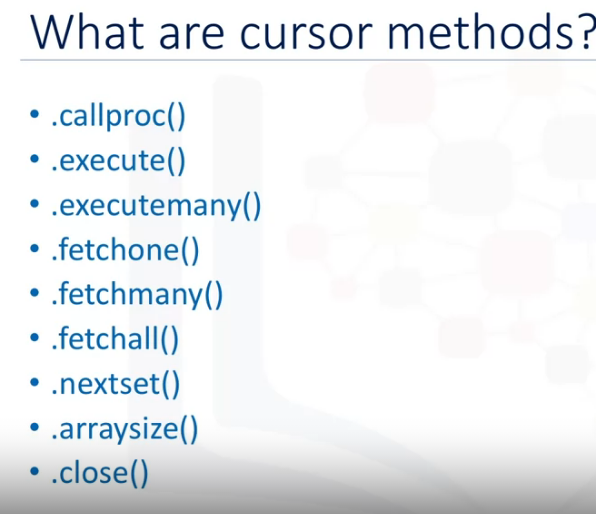 What are cursor methods?
• .callproc()
• .execute()
• .executemany()
• .fetchone()
• .fetchmany()
• .fetchall()
• .nextset()
• .arraysize()
• .close()